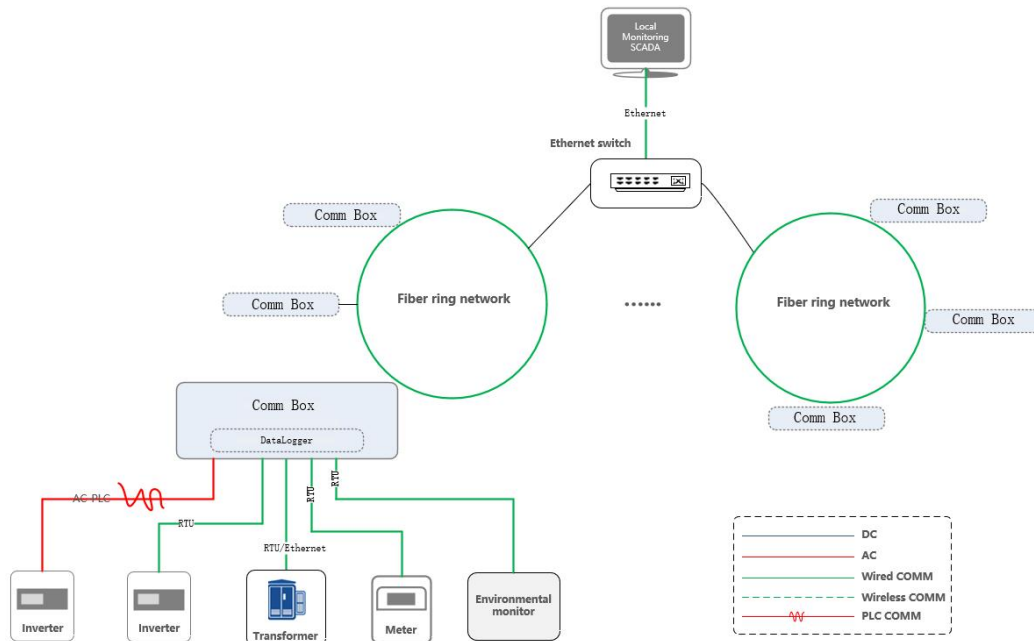 Local
Monitoring
SCADA
Ethernet
Ethernet switch
Comm Box
Comm Box
Comm Box
Fiber ring network
......
Fiber ring network
Comm Box
Comm Box
Comm Box
DataLogger
AC PLC
RTU
RTU/Ethernet
RTU
RTU
Inverter
Inverter
Transformer
Meter
Environmental
monitor
DC
AC
Wired COMM
Wireless COMM
PLC COMM